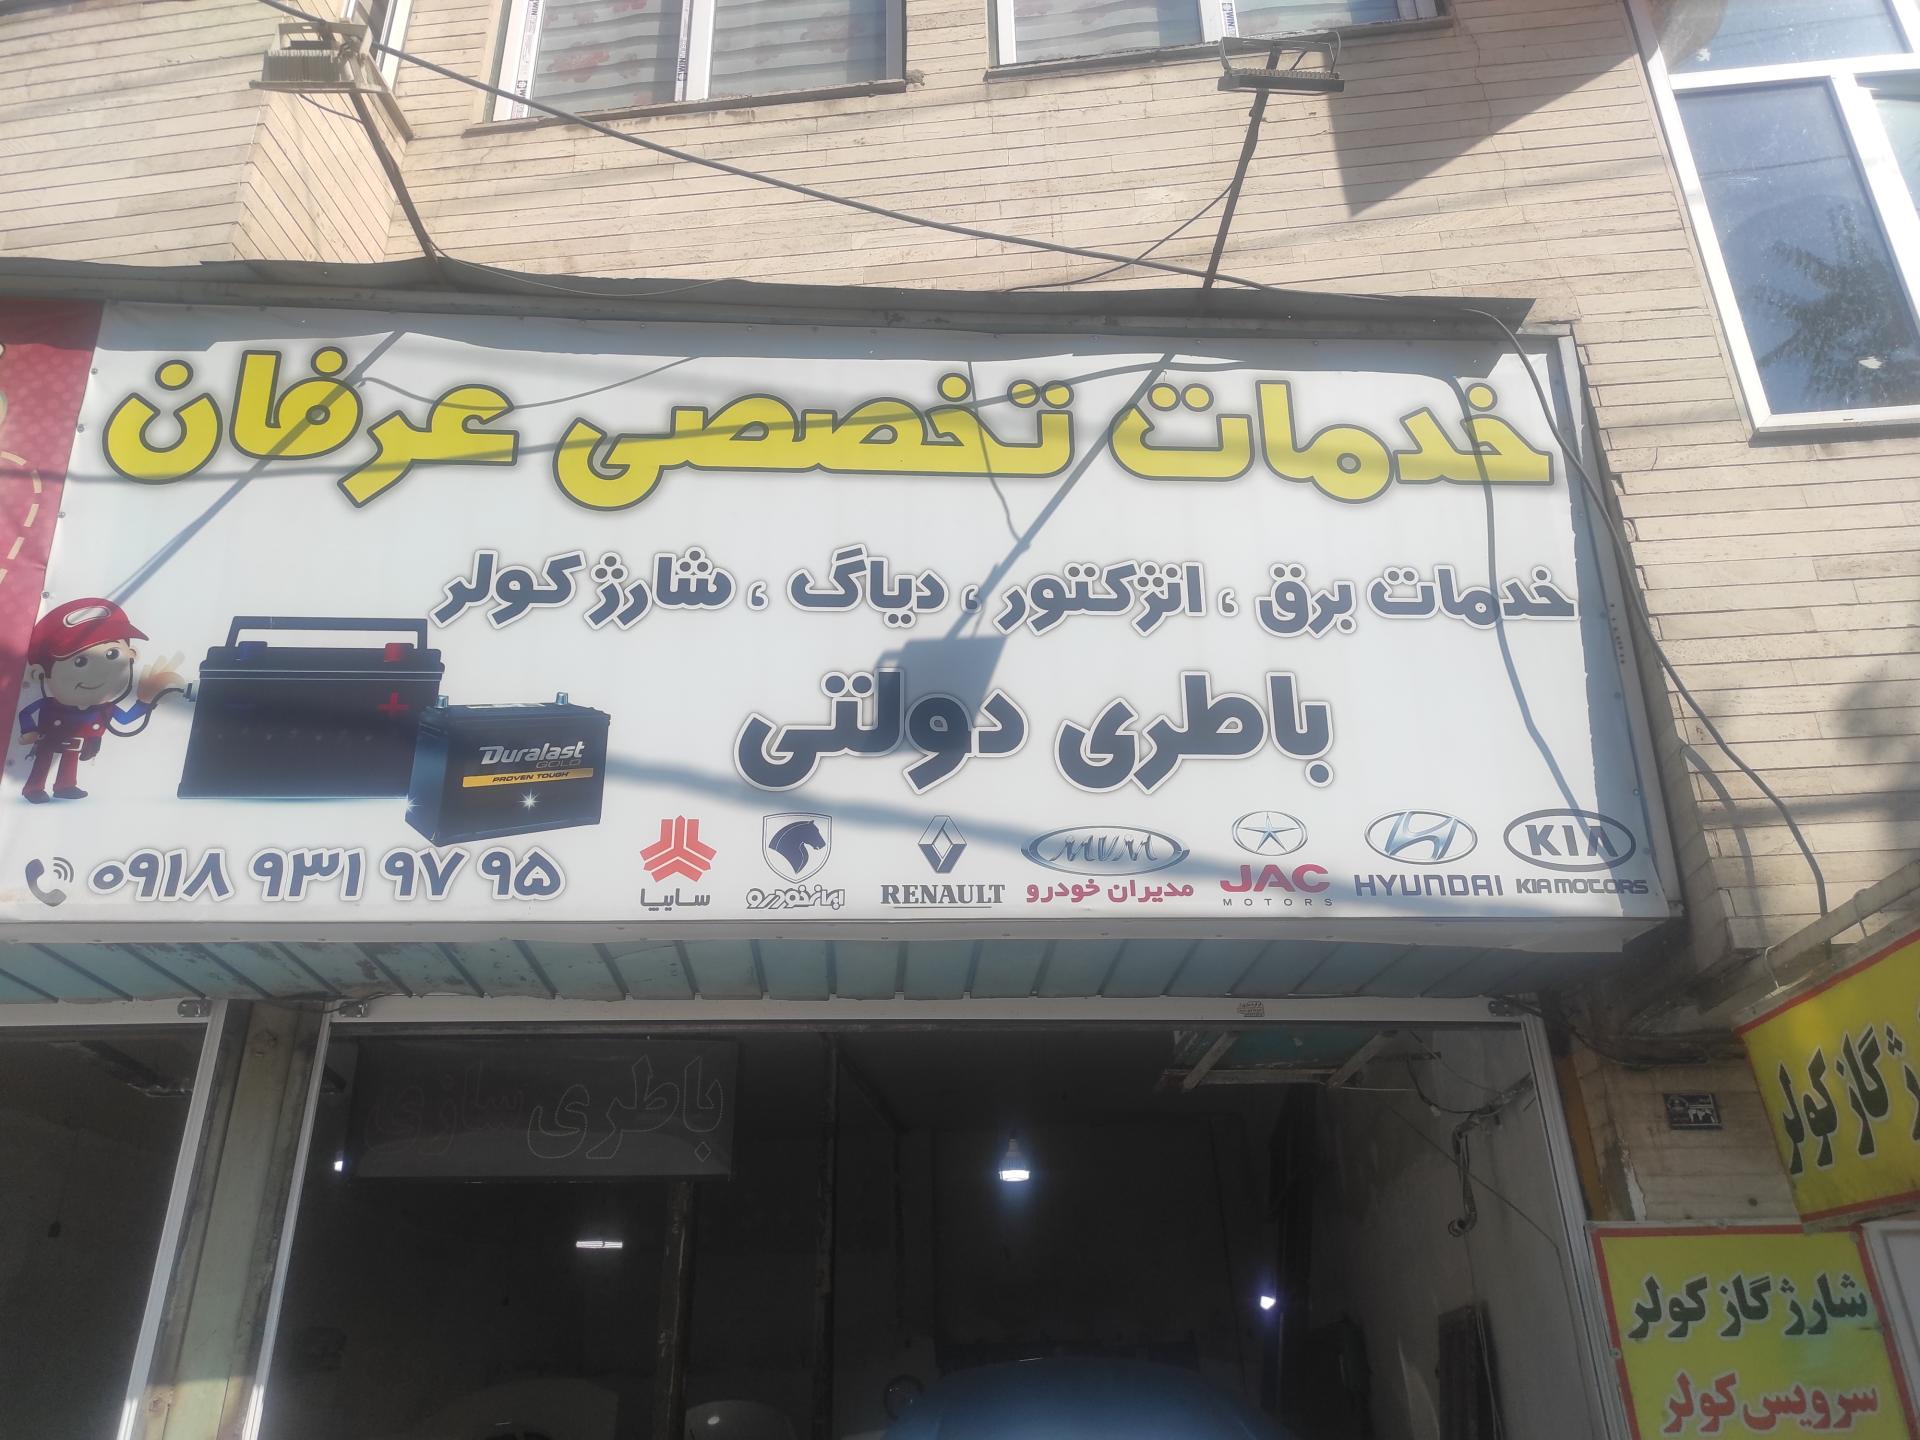 خدمات تخصصی عرفان
خدمات برق ، انژکتور ، دیاگ ، شارژ کولر
باطری دولتی
Duralast
GOLD
PROVEN TOUGH
سایپا
ایران خودرو
RENAULT
MVM
مدیران خودرو
JAC
MOTORS
HYUNDAI
KIA
KIA MOTORS
۰۹۱۸ ۹۳۱ ۹۷ ۹۵
باطری سازی
گاز کولر
شارژ گاز کولر
سرویس کولر
WIN